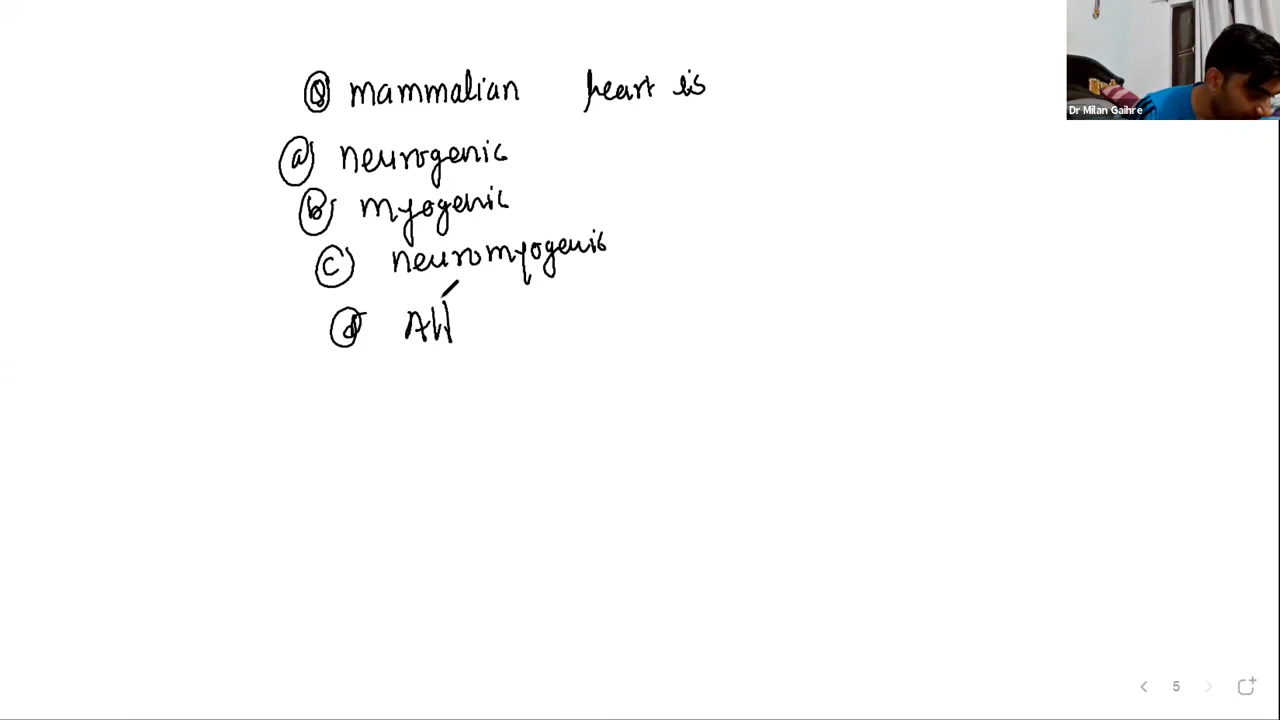 Q mammalian heart is
a neurogenic
b myogenic
c neuromyogenic
d All
Dr Milan Gaihre
5